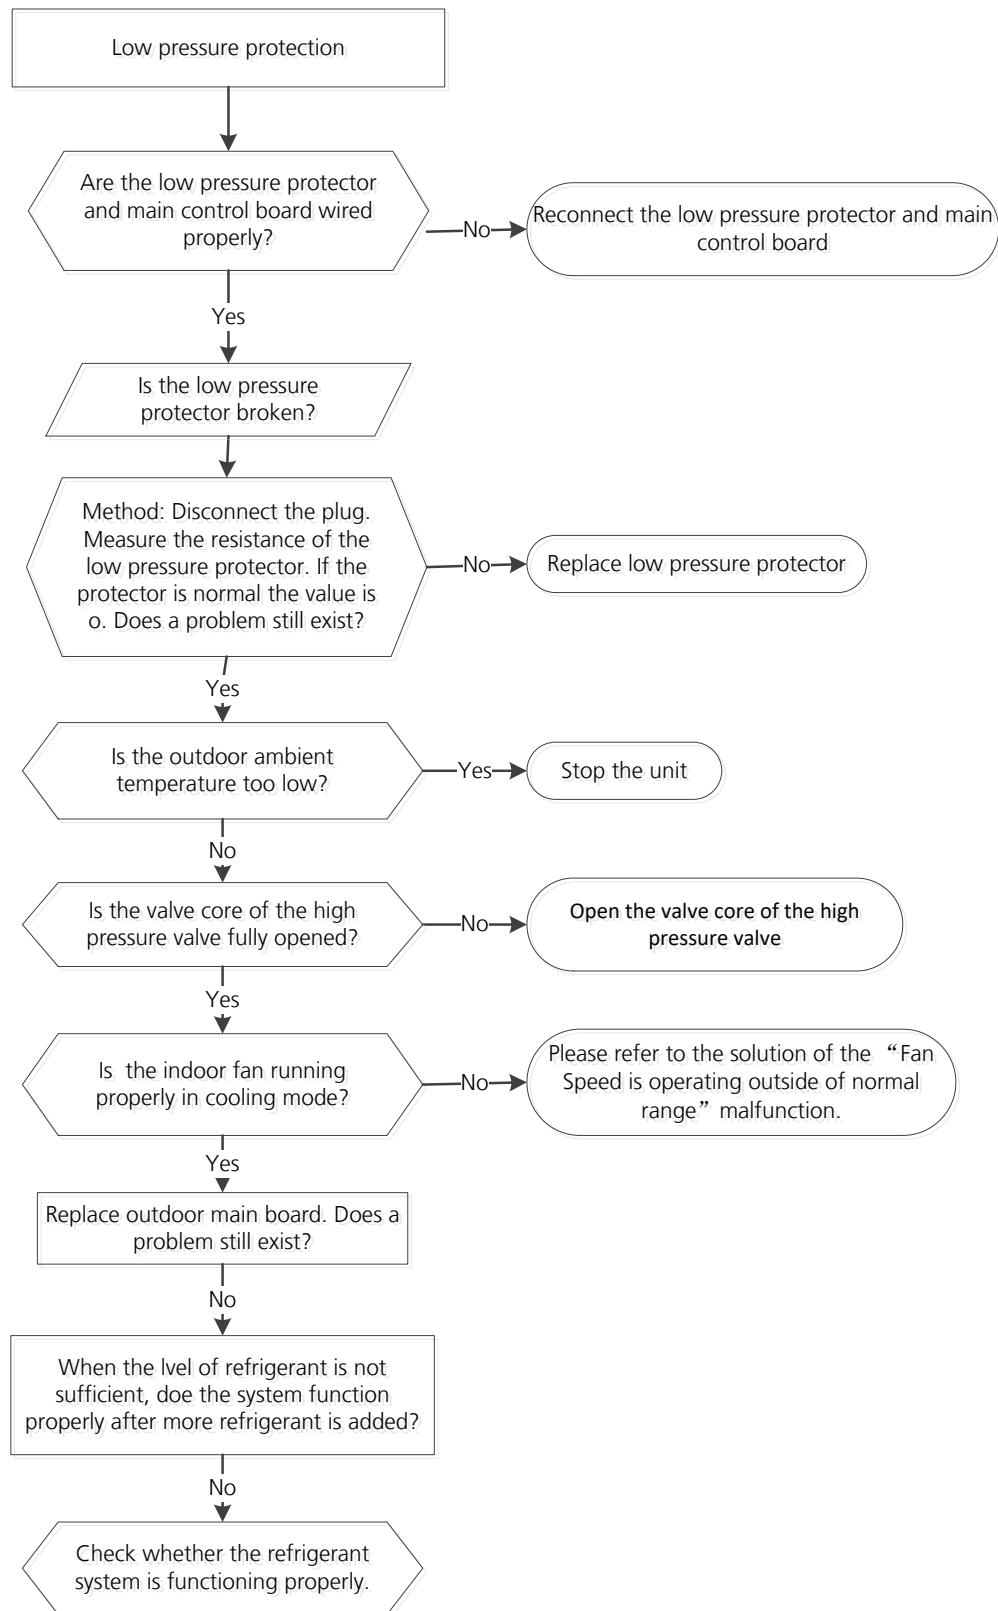 Low pressure protection
Are the low pressure protector
and main control board wired
properly?
No
Reconnect the low pressure protector and main
control board
Yes
Is the low pressure
protector broken?
Method: Disconnect the plug.
Measure the resistance of the
low pressure protector. If the
protector is normal the value is
o. Does a problem still exist?
No
Replace low pressure protector
Yes
Is the outdoor ambient
temperature too low?
Yes
Stop the unit
No
Is the valve core of the high
pressure valve fully opened?
No
Open the valve core of the high
pressure valve
Yes
Is  the indoor fan running
properly in cooling mode?
No
Please refer to the solution of the “Fan
Speed is operating outside of normal
range” malfunction.
Yes
Replace outdoor main board. Does a
problem still exist?
No
When the lvel of refrigerant is not
sufficient, doe the system function
properly after more refrigerant is added?
No
Check whether the refrigerant
system is functioning properly.